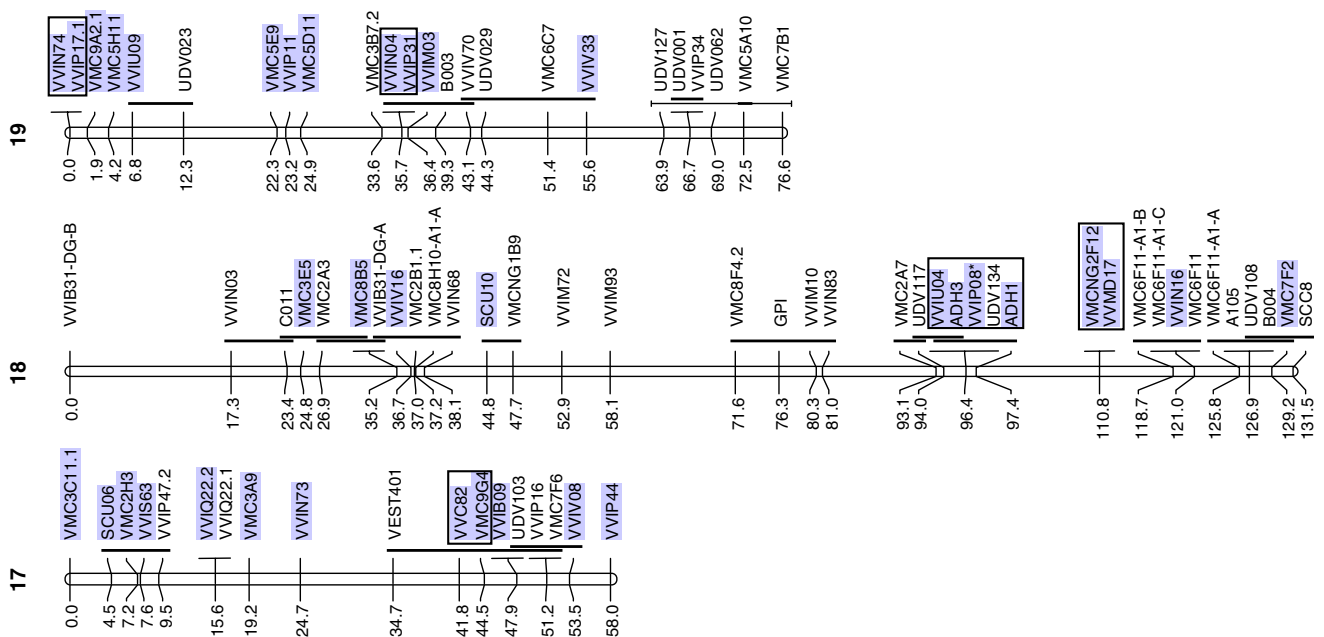 17
0.0 VMC3C11.1
4.5 SCU06
7.2 VMC2H3
7.6 VVIS63
9.5 VVIP47.2
15.6 VVIQ22.2
VVIQ22.1
19.2 VMC3A9
24.7 VVIN73
34.7 VEST401
41.8 VVC82
44.5 VMC9G4
47.9 VVIB09
UDV103
51.2 VVIP16
VMC7F6
53.5 VVIV08
58.0 VVIP44
18
0.0 VVIB31-DG-B
17.3 VVIN03
23.4 C011
24.9 VMC3E5
26.9 VMC2A3
35.2 VMC8B5
VVIB31-DG-A
36.7 VVIV16
37.0 VMC2B1.1
37.2 VMC8H10-A1-A
38.1 VVIN68
44.8 SCU10
47.7 VMCNG1B9
52.9 VVIM72
58.1 VVIM93
71.6 VMC8F4.2
76.3 GPI
80.3 VVIM10
81.0 VVIN83
93.1 VMC2A7
94.0 UDV117
96.4 VVIU04
ADH3
VVIP08*
UDV134
97.4 ADH1
110.8 VMCNG2F12
VVMD17
118.7 VMC6F11-A1-B
121.0 VMC6F11-A1-C
VVIN16
VMC6F11
125.8 VMC6F11-A1-A
126.9 A105
UDV108
B004
129.2 VMC7F2
131.5 SCC8
19
0.0 VVIN74
VVIP17.1
1.9 VMC9A2.1
4.2 VMC5H11
6.8 VVIU09
12.3 UDV023
22.3 VMC5E9
23.2 VVIP11
24.9 VMC5D11
33.6 VMC3B7.2
35.7 VVIN04
VVIP31
36.4 VVIM03
39.3 B003
43.1 VVIV70
44.3 UDV029
51.4 VMC6C7
55.6 VVIV33
63.9 UDV127
66.7 UDV001
VVIP34
69.0 UDV062
72.5 VMC5A10
76.6 VMC7B1